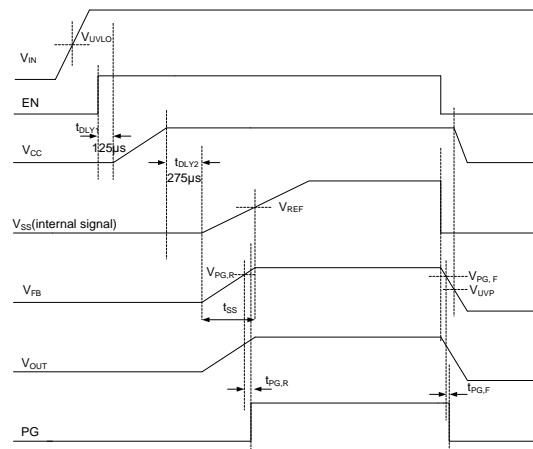 VUVLO
VIN
EN
tDLY1
125µs
VCC
tDLY2
275µs
VSS(internal signal)
VREF
VPG,R
VPG, F
VFB
VUVP
tSS
VOUT
tPG,R
tPG,F
PG